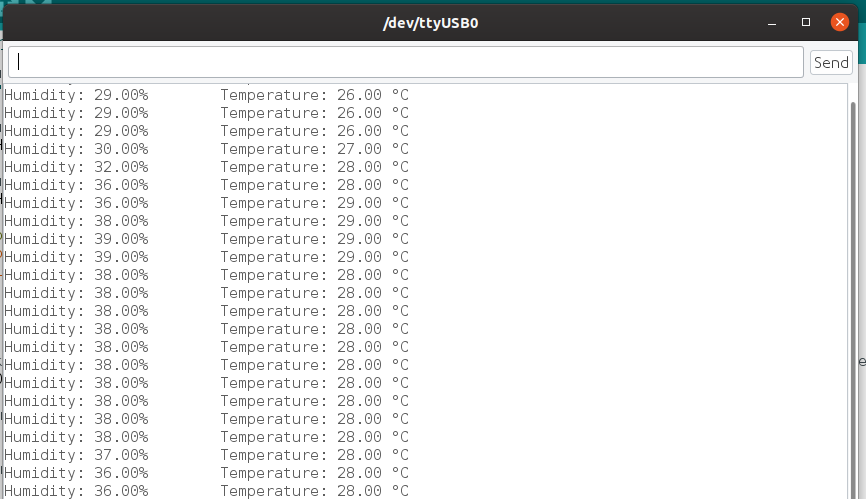 /dev/ttyUSB0
Send
Humidity: 29.00% Temperature: 26.00 °C
Humidity: 29.00% Temperature: 26.00 °C
Humidity: 29.00% Temperature: 26.00 °C
Humidity: 30.00% Temperature: 27.00 °C
Humidity: 32.00% Temperature: 28.00 °C
Humidity: 36.00% Temperature: 28.00 °C
Humidity: 36.00% Temperature: 29.00 °C
Humidity: 38.00% Temperature: 29.00 °C
Humidity: 39.00% Temperature: 29.00 °C
Humidity: 39.00% Temperature: 29.00 °C
Humidity: 38.00% Temperature: 28.00 °C
Humidity: 38.00% Temperature: 28.00 °C
Humidity: 38.00% Temperature: 28.00 °C
Humidity: 38.00% Temperature: 28.00 °C
Humidity: 38.00% Temperature: 28.00 °C
Humidity: 38.00% Temperature: 28.00 °C
Humidity: 38.00% Temperature: 28.00 °C
Humidity: 38.00% Temperature: 28.00 °C
Humidity: 38.00% Temperature: 28.00 °C
Humidity: 38.00% Temperature: 28.00 °C
Humidity: 37.00% Temperature: 28.00 °C
Humidity: 36.00% Temperature: 28.00 °C
Humidity: 36.00% Temperature: 28.00 °C